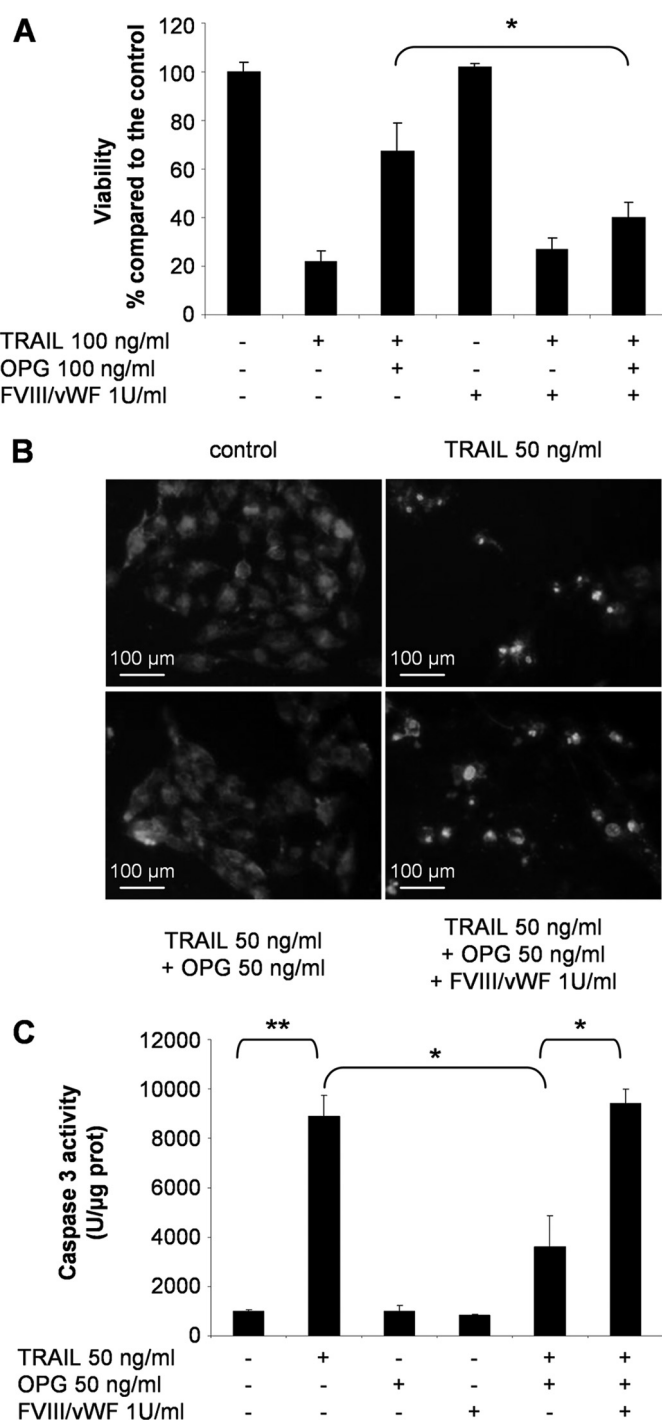 A
120
*
100
80
60
40
20
0
Viability
% compared to the control
TRAIL 100 ng/ml - + + - + +
OPG 100 ng/ml - - + - - +
FVIII/vWF 1U/ml - - - + + +
B
control TRAIL 50 ng/ml
100 µm 100 µm
100 µm 100 µm
TRAIL 50 ng/ml
+ OPG 50 ng/ml
TRAIL 50 ng/ml
+ OPG 50 ng/ml
+ FVIII/vWF 1U/ml
C
12000
** * *
10000
8000
6000
4000
2000
0
Caspase 3 activity
(U/µg prot)
TRAIL 50 ng/ml - + - - + +
OPG 50 ng/ml - - + - + +
FVIII/vWF 1U/ml - - - + - +